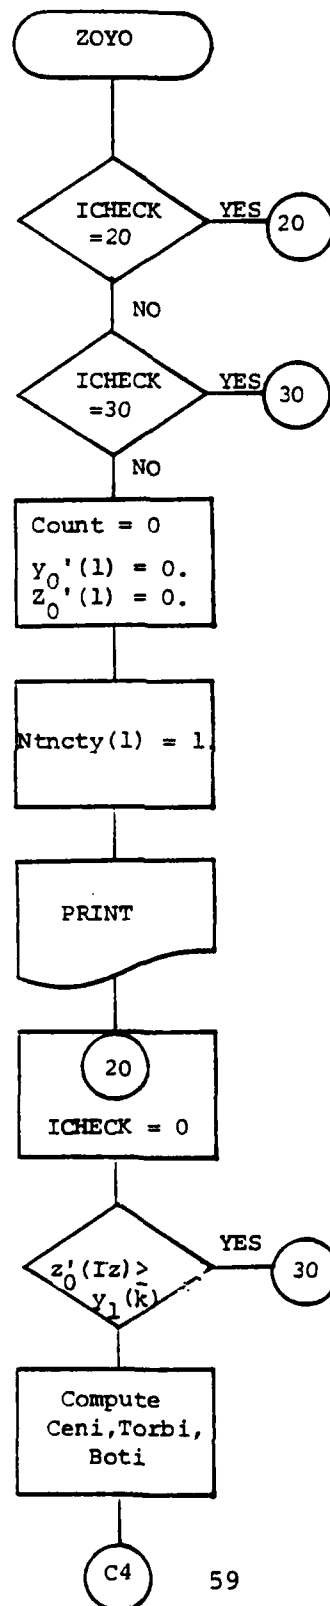 ZOYO
ICHECK
=20
YES
20
NO
ICHECK
=30
YES
30
NO
Count = 0
y0'(1) = 0.
z0'(1) = 0.
Ntncty(1) = 1.
PRINT
20
ICHECK = 0
z0'(Iz) >
y1(k)
YES
30
Compute
Ceni,Torbi,
Boti
C4
59